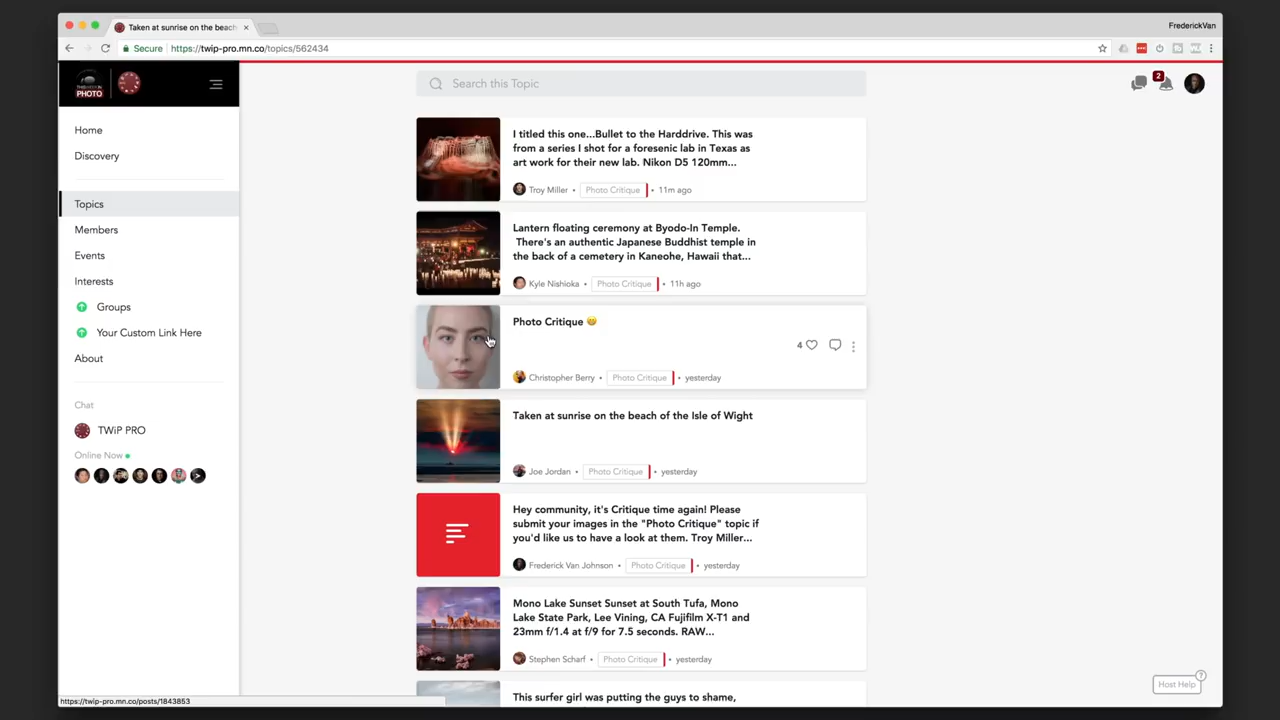 Taken at sunrise on the beach
FrederickVan
Secure
https://twip-pro.mn.co/topics/562434
PHOTO
Search this Topic
2
Home
Discovery
Topics
Members
Events
Interests
Groups
Your Custom Link Here
About
Chat
TWiP PRO
Online Now
I titled this one...Bullet to the Harddrive. This was
from a series I shot for a foresenic lab in Texas as
art work for their new lab. Nikon D5 120mm...
Troy Miller • Photo Critique • 11m ago
Lantern floating ceremony at Byodo-In Temple.
There's an authentic Japanese Buddhist temple in
the back of a cemetery in Kaneohe, Hawaii that...
Kyle Nishioka • Photo Critique • 11h ago
Photo Critique
4
Christopher Berry • Photo Critique • yesterday
Taken at sunrise on the beach of the Isle of Wight
Joe Jordan • Photo Critique • yesterday
Hey community, it's Critique time again! Please
submit your images in the "Photo Critique" topic if
you'd like us to have a look at them. Troy Miller...
Frederick Van Johnson • Photo Critique • yesterday
Mono Lake Sunset Sunset at South Tufa, Mono
Lake State Park, Lee Vining, CA Fujifilm X-T1 and
23mm f/1.4 at f/9 for 7.5 seconds. RAW...
Stephen Scharf • Photo Critique • yesterday
This surfer girl was putting the guys to shame,
Host Help
?
https://twip-pro.mn.co/posts/1843853